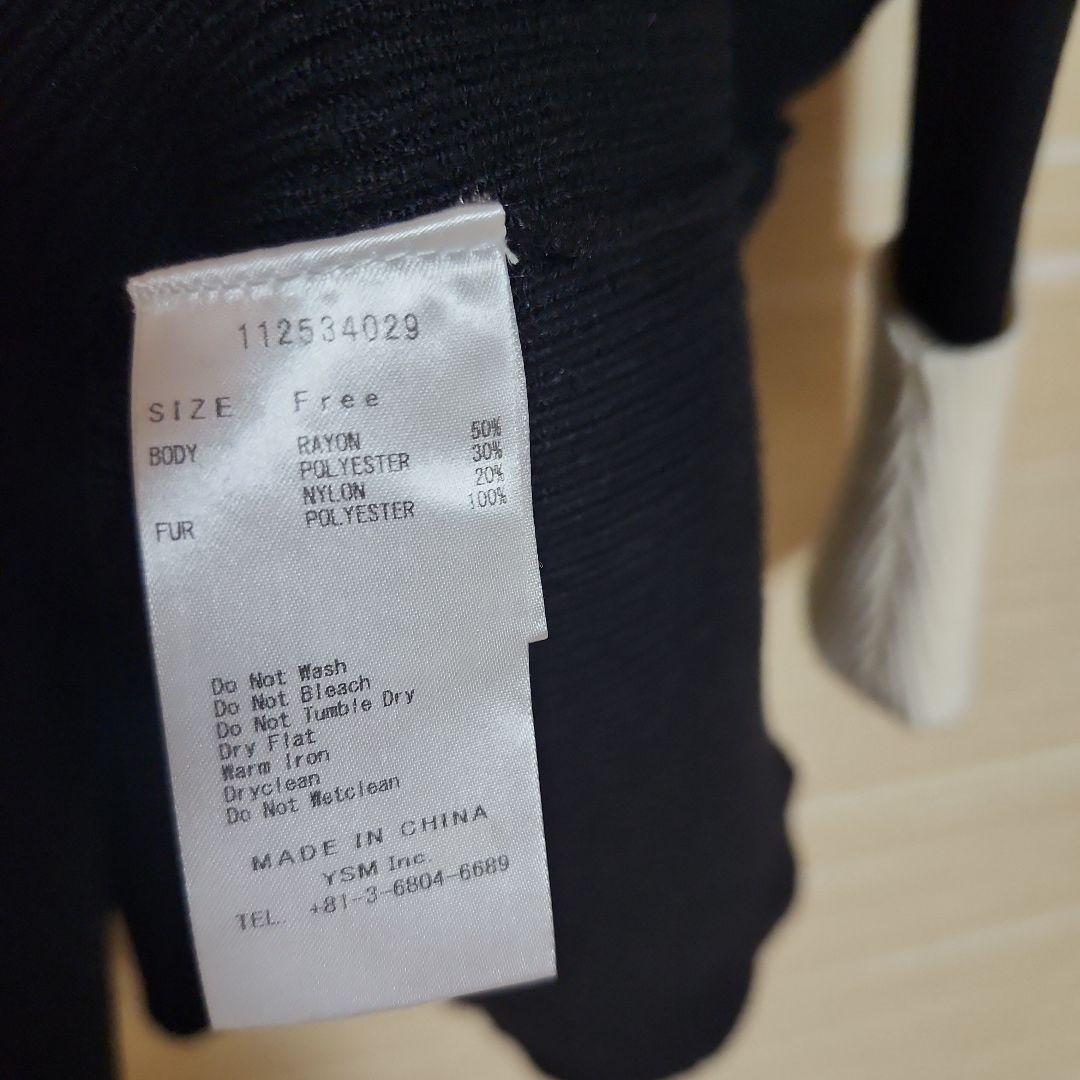 112534029
SIZE Free
BODY RAYON 50%
POLYESTER 30%
NYLON 20%
FUR POLYESTER 100%
Do Not Wash
Do Not Bleach
Do Not Tumble Dry
Dry Flat
Warm Iron
Dryclean
Do Not Wetclean
MADE IN CHINA
YSM Inc.
TEL. +81-3-6804-6689